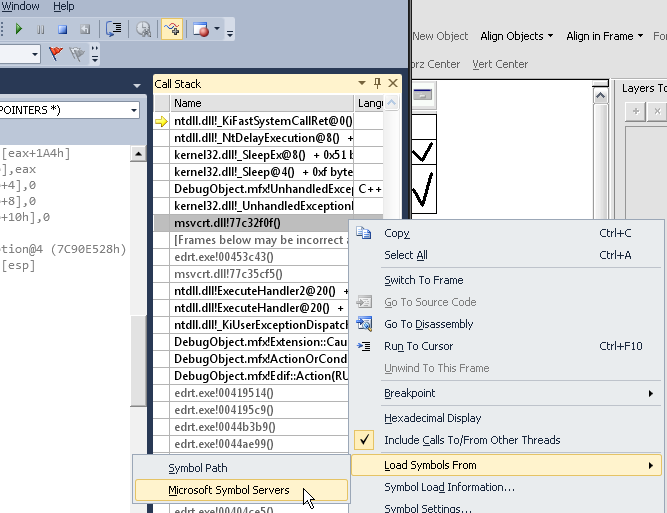 Window Help
New Object Align Objects Align in Frame For
orz Center Vert Center
Call Stack
Layers To
Name Langu
POINTERS *)
ntdll.dll!_KiFastSystemCallRet@0()
ntdll.dll!_NtDelayExecution@8() +
[eax+1A4h]
kernel32.dll!_SleepEx@8() + 0x51 b
],eax
kernel32.dll!_Sleep@4() + 0xf byte
+4],0
DebugObject.mfx!UnhandledExcep C++
+8],0
kernel32.dll!_UnhandledExceptionF
+10h],0
msvcrt.dll!77c32f0f()
[Frames below may be incorrect a
ption@4 (7C90E528h)
edrt.exe!00453c43()
[esp]
msvcrt.dll!77c35cf5()
ntdll.dll!ExecuteHandler2@20() +
ntdll.dll!ExecuteHandler@20() +
ntdll.dll!_KiUserExceptionDispatch
DebugObject.mfx!Extension::Cau
DebugObject.mfx!ActionOrCond
DebugObject.mfx!Edif::Action(RU
edrt.exe!00419514()
edrt.exe!004195c9()
edrt.exe!0044b3b9()
edrt.exe!0044ae99()
edrt.exe!00404ce5()
Copy Ctrl+C
Select All Ctrl+A
Switch To Frame
Go To Source Code
Go To Disassembly
Run To Cursor Ctrl+F10
Unwind To This Frame
Breakpoint
Hexadecimal Display
Include Calls To/From Other Threads
Load Symbols From
Symbol Load Information...
Symbol Settings...
Symbol Path
Microsoft Symbol Servers